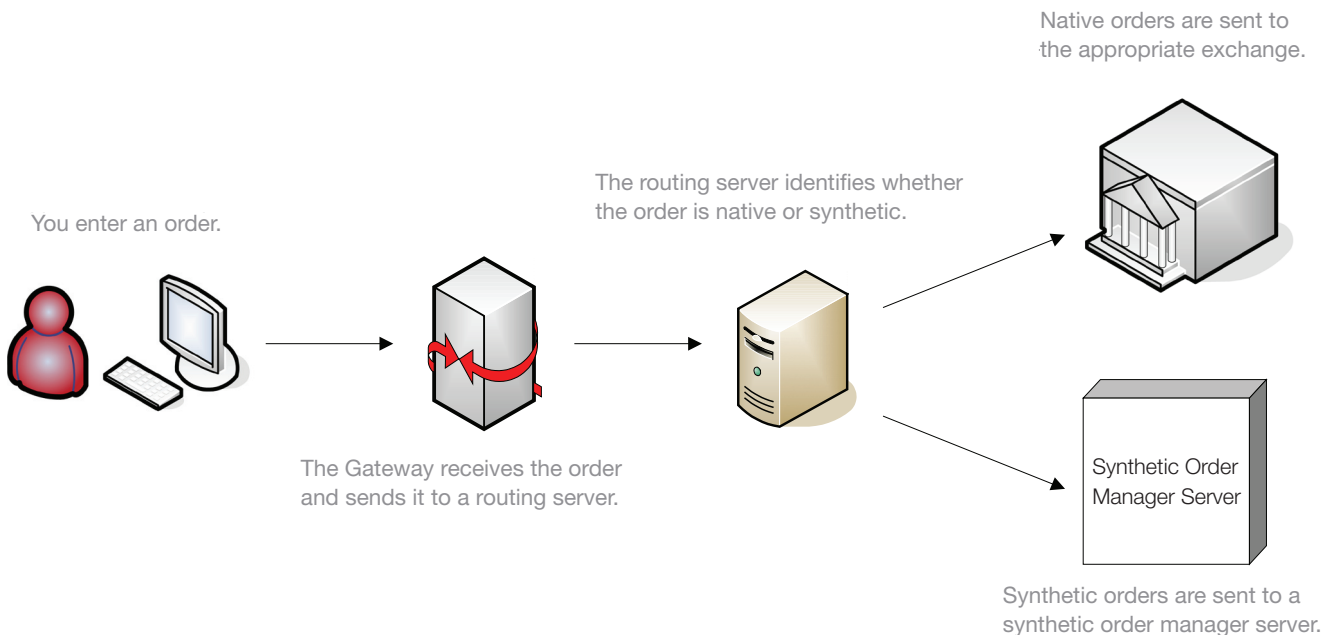 You enter an order.
The Gateway receives the order
and sends it to a routing server.
The routing server identifies whether
the order is native or synthetic.
Native orders are sent to
the appropriate exchange.
Synthetic Order
Manager Server
Synthetic orders are sent to a
synthetic order manager server.